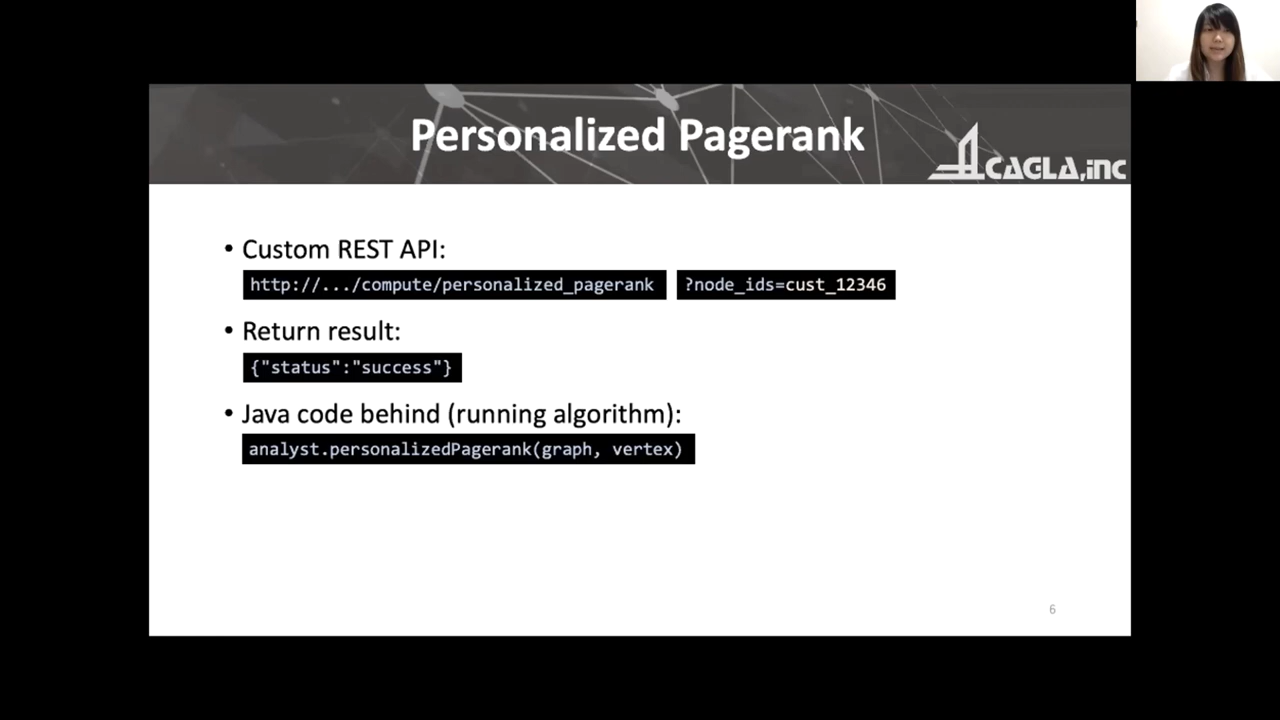 Personalized Pagerank
CAGLA,inc
• Custom REST API:
http://.../compute/personalized_pagerank ?node_ids=cust_12346
• Return result:
{"status":"success"}
• Java code behind (running algorithm):
analyst.personalizedPagerank(graph, vertex)
6